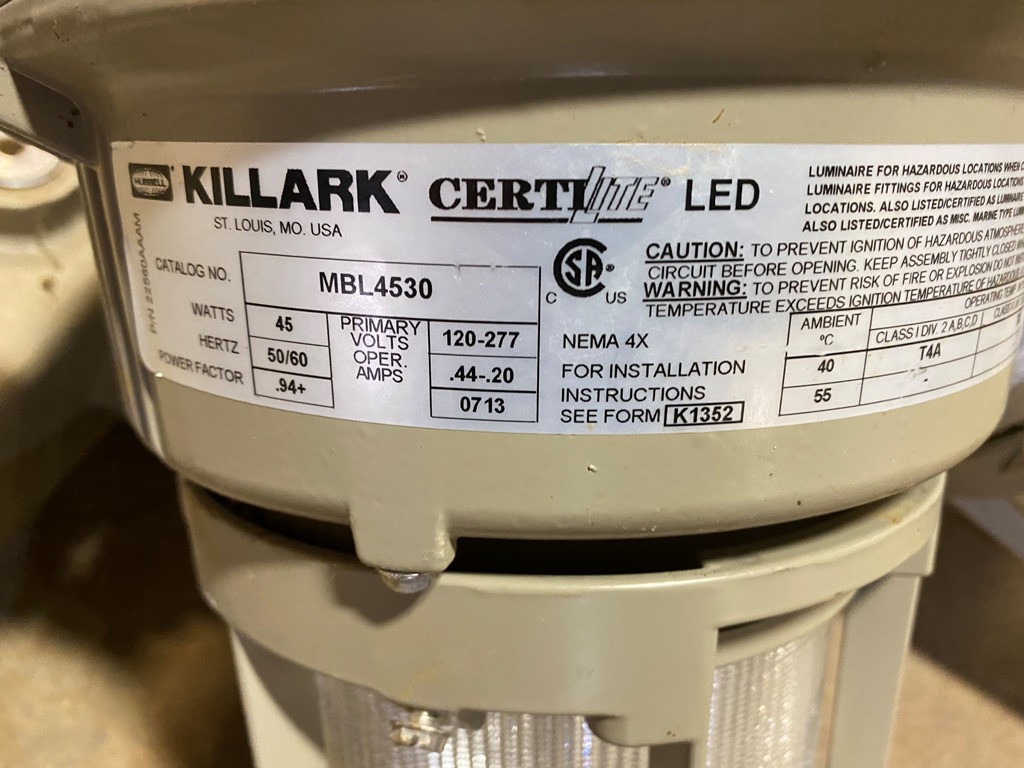 HUBBELL
KILLARK® CERTILITE® LED
ST. LOUIS, MO. USA
P/N 22560AAAM
CATALOG NO. MBL4530
WATTS 45
HERTZ 50/60
POWER FACTOR .94+
PRIMARY VOLTS 120-277
OPER. AMPS .44-.20
0713
C SA® US
NEMA 4X
FOR INSTALLATION
INSTRUCTIONS
SEE FORM K1352
LUMINAIRE FOR HAZARDOUS LOCATIONS WHEN
LUMINAIRE FITTINGS FOR HAZARDOUS LOCATIONS
LOCATIONS. ALSO LISTED/CERTIFIED AS LUMINAIRE
ALSO LISTED/CERTIFIED AS MISC. MARINE TYPE
CAUTION: TO PREVENT IGNITION OF HAZARDOUS ATMOSPHERE
CIRCUIT BEFORE OPENING. KEEP ASSEMBLY TIGHTLY CLOSED
WARNING: TO PREVENT RISK OF FIRE OR EXPLOSION DO NOT
TEMPERATURE EXCEEDS IGNITION TEMPERATURE OF HAZARDOUS
OPERATING TEMP
AMBIENT ºC CLASS I DIV. 2 A,B,C,D
40 T4A
55